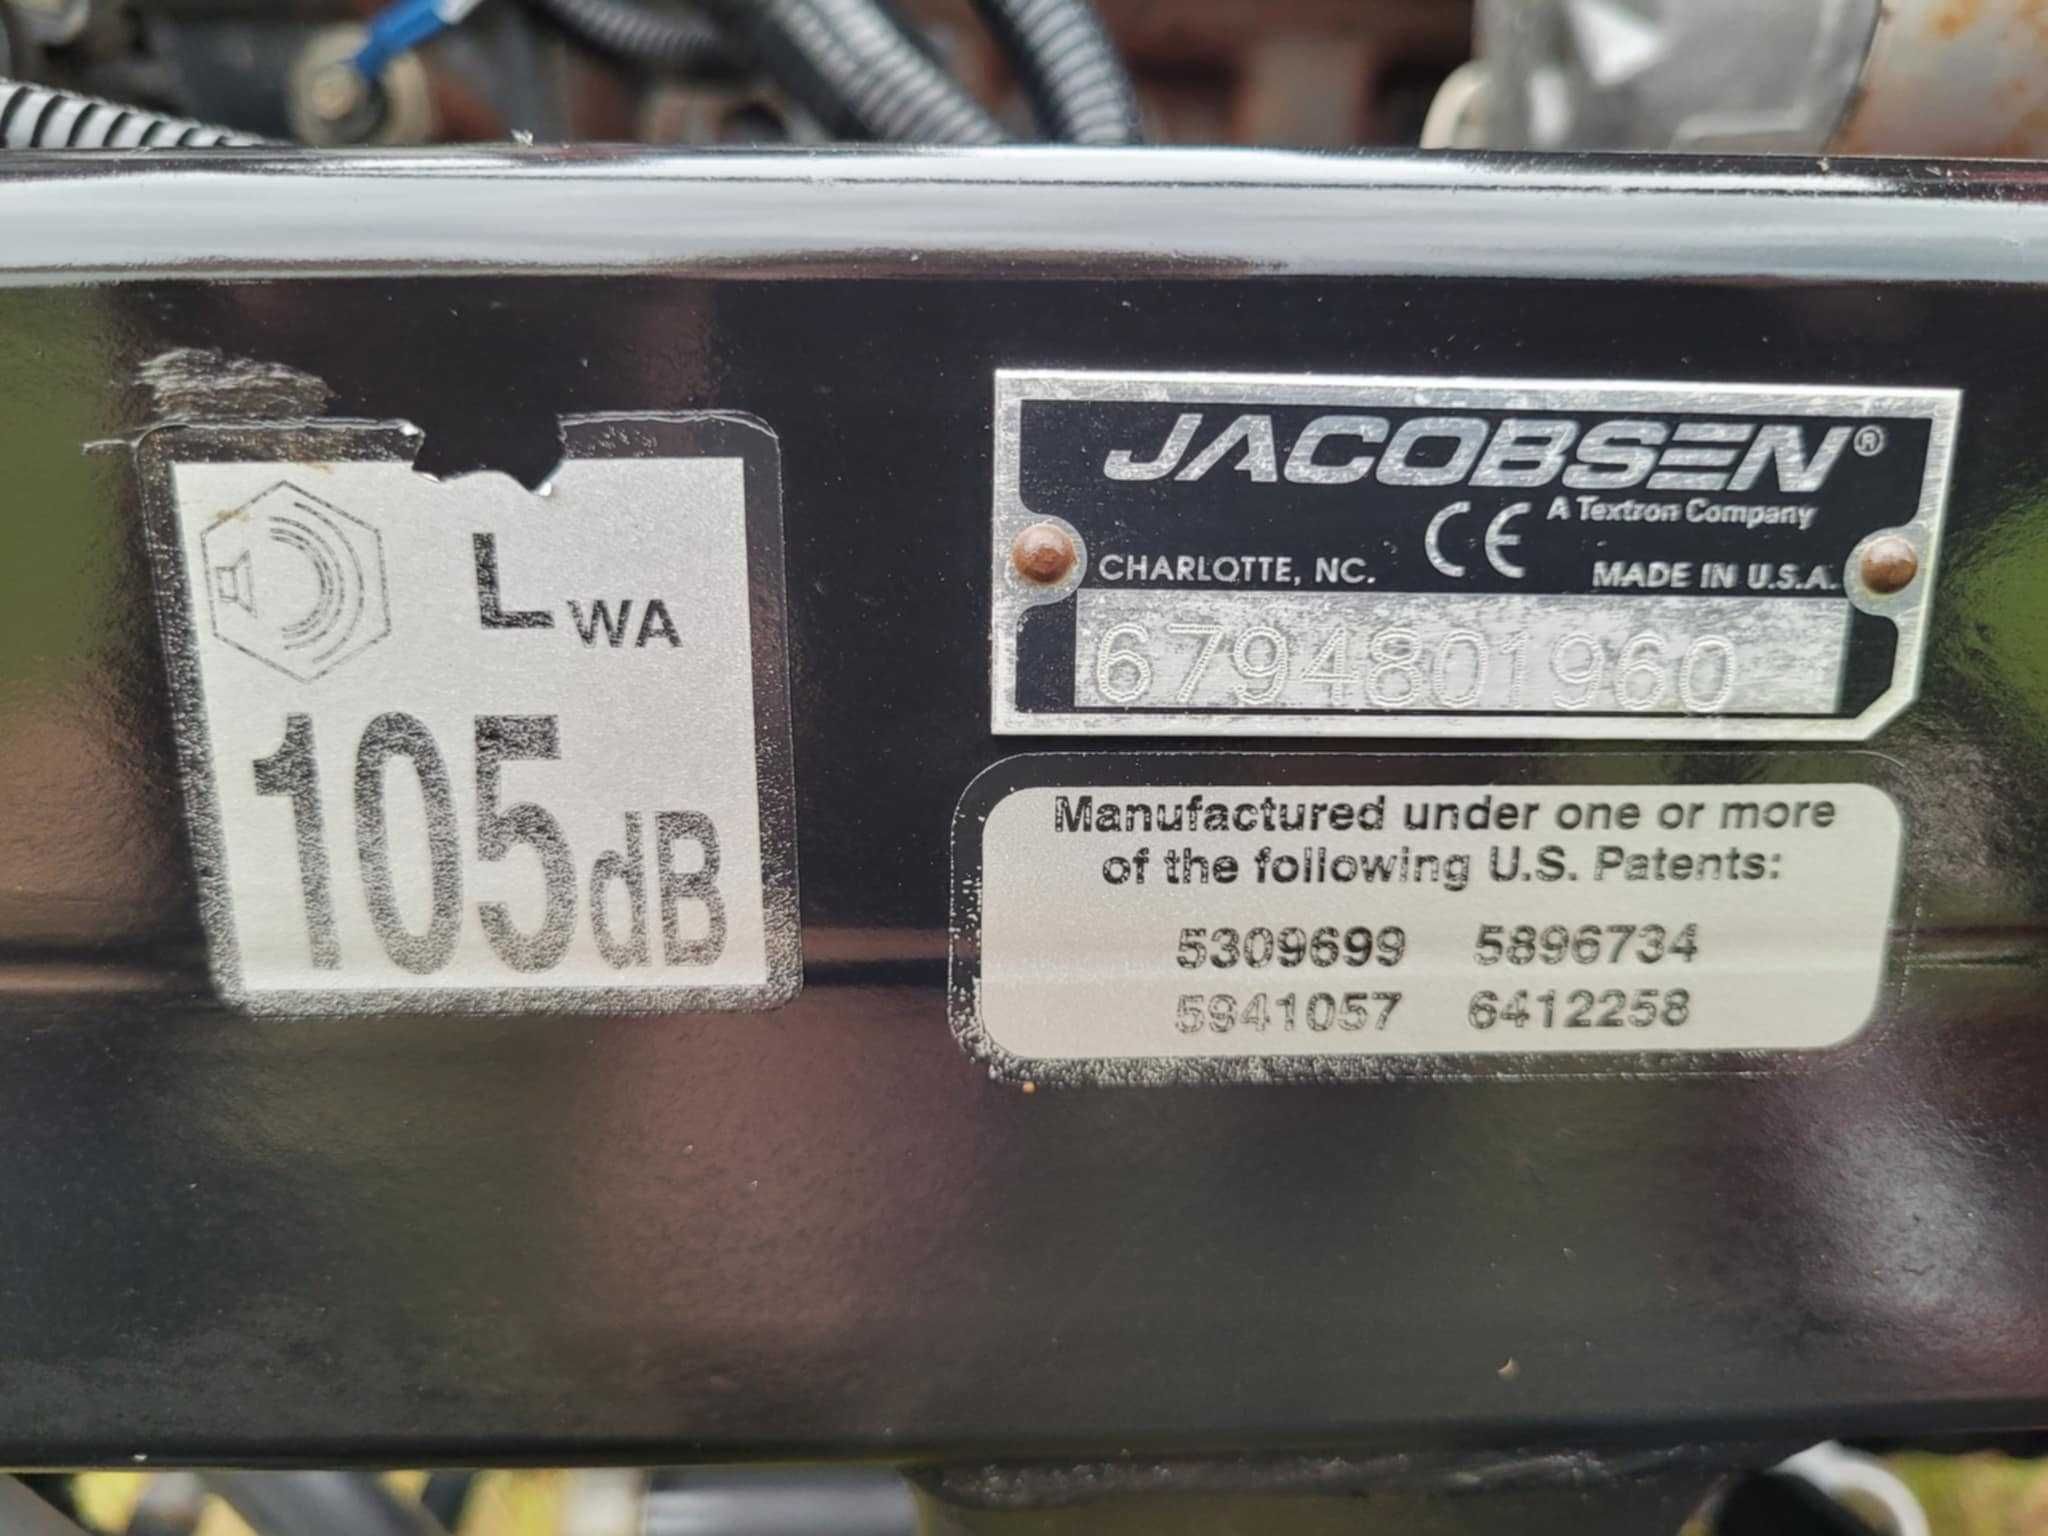 L WA
105dB
JACOBSEN®
A Textron Company
CE
CHARLOTTE, NC.
MADE IN U.S.A.
6794801960
Manufactured under one or more
of the following U.S. Patents:
5309699 5896734
5941057 6412258